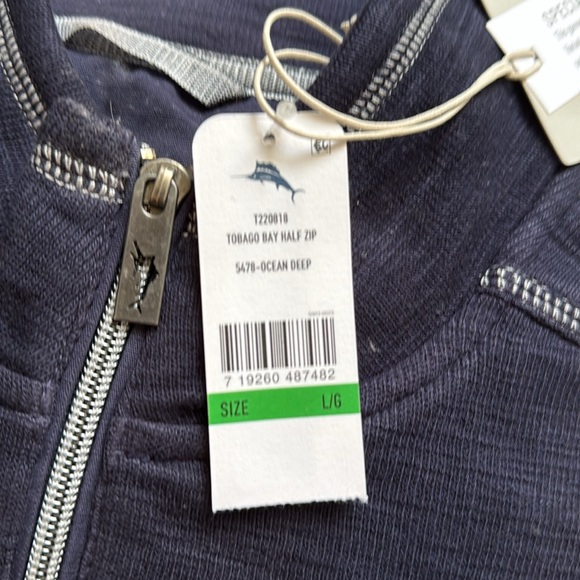 T220818
TOBAGO BAY HALF ZIP
5478-OCEAN DEEP
7 19260 487482
SIZE L/G